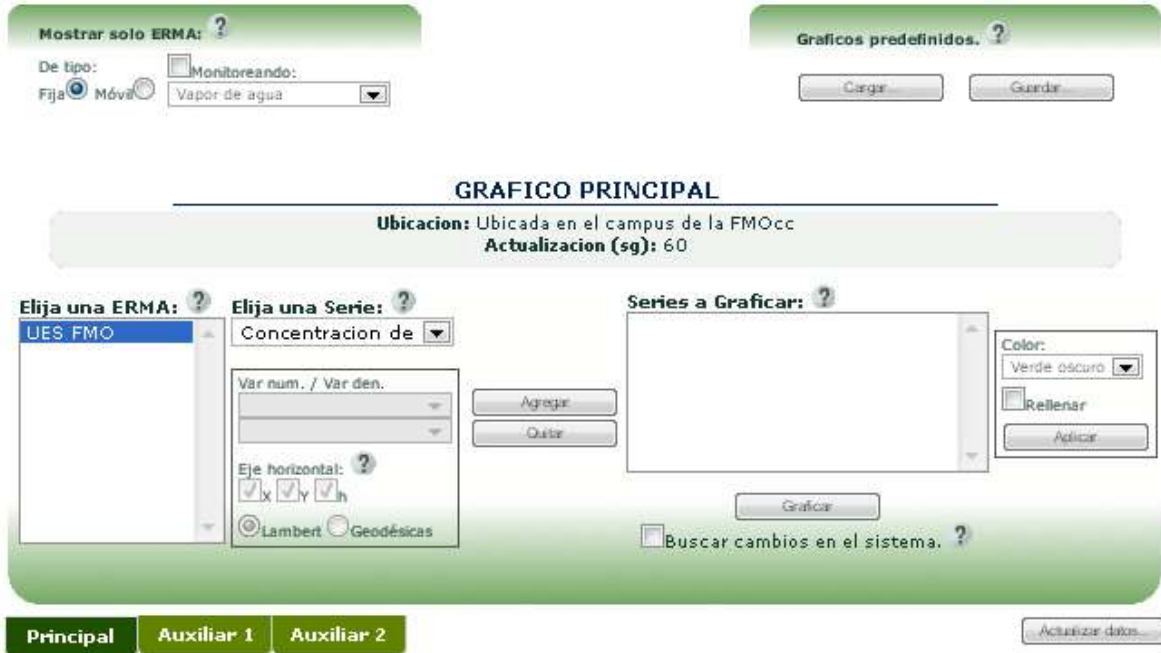 Mostrar solo ERMA: ?
De tipo:
Monitoreando:
Fija Móvil
Vapor de agua
Graficos predefinidos. ?
Cargar...
Guardar...
GRAFICO PRINCIPAL
Ubicacion: Ubicada en el campus de la FMOcc
Actualizacion (sg): 60
Elija una ERMA: ?
UES FMO
Elija una Serie: ?
Concentracion de
Var num. / Var den.
Eje horizontal: ?
X Y h
Lambert Geodésicas
Agregar
Quitar
Series a Graficar: ?
Color:
Verde oscuro
Rellenar
Aplicar
Graficar
Buscar cambios en el sistema. ?
Principal
Auxiliar 1
Auxiliar 2
Actualizar datos...